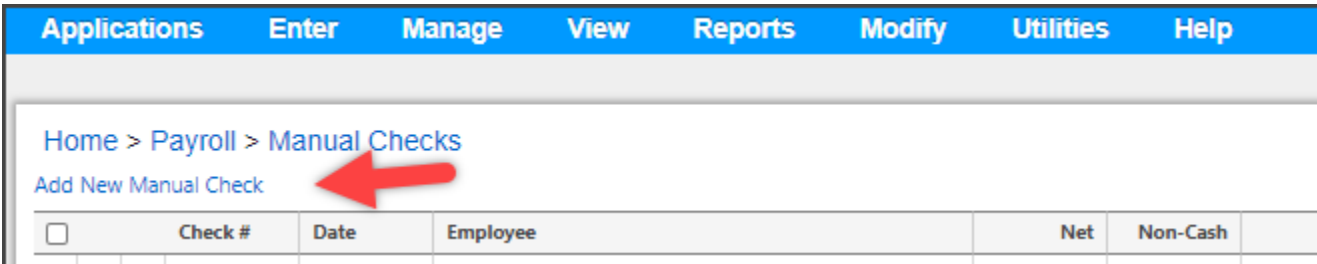 Applications Enter Manage View Reports Modify Utilities Help
Home > Payroll > Manual Checks
Add New Manual Check
Check # Date Employee Net Non-Cash